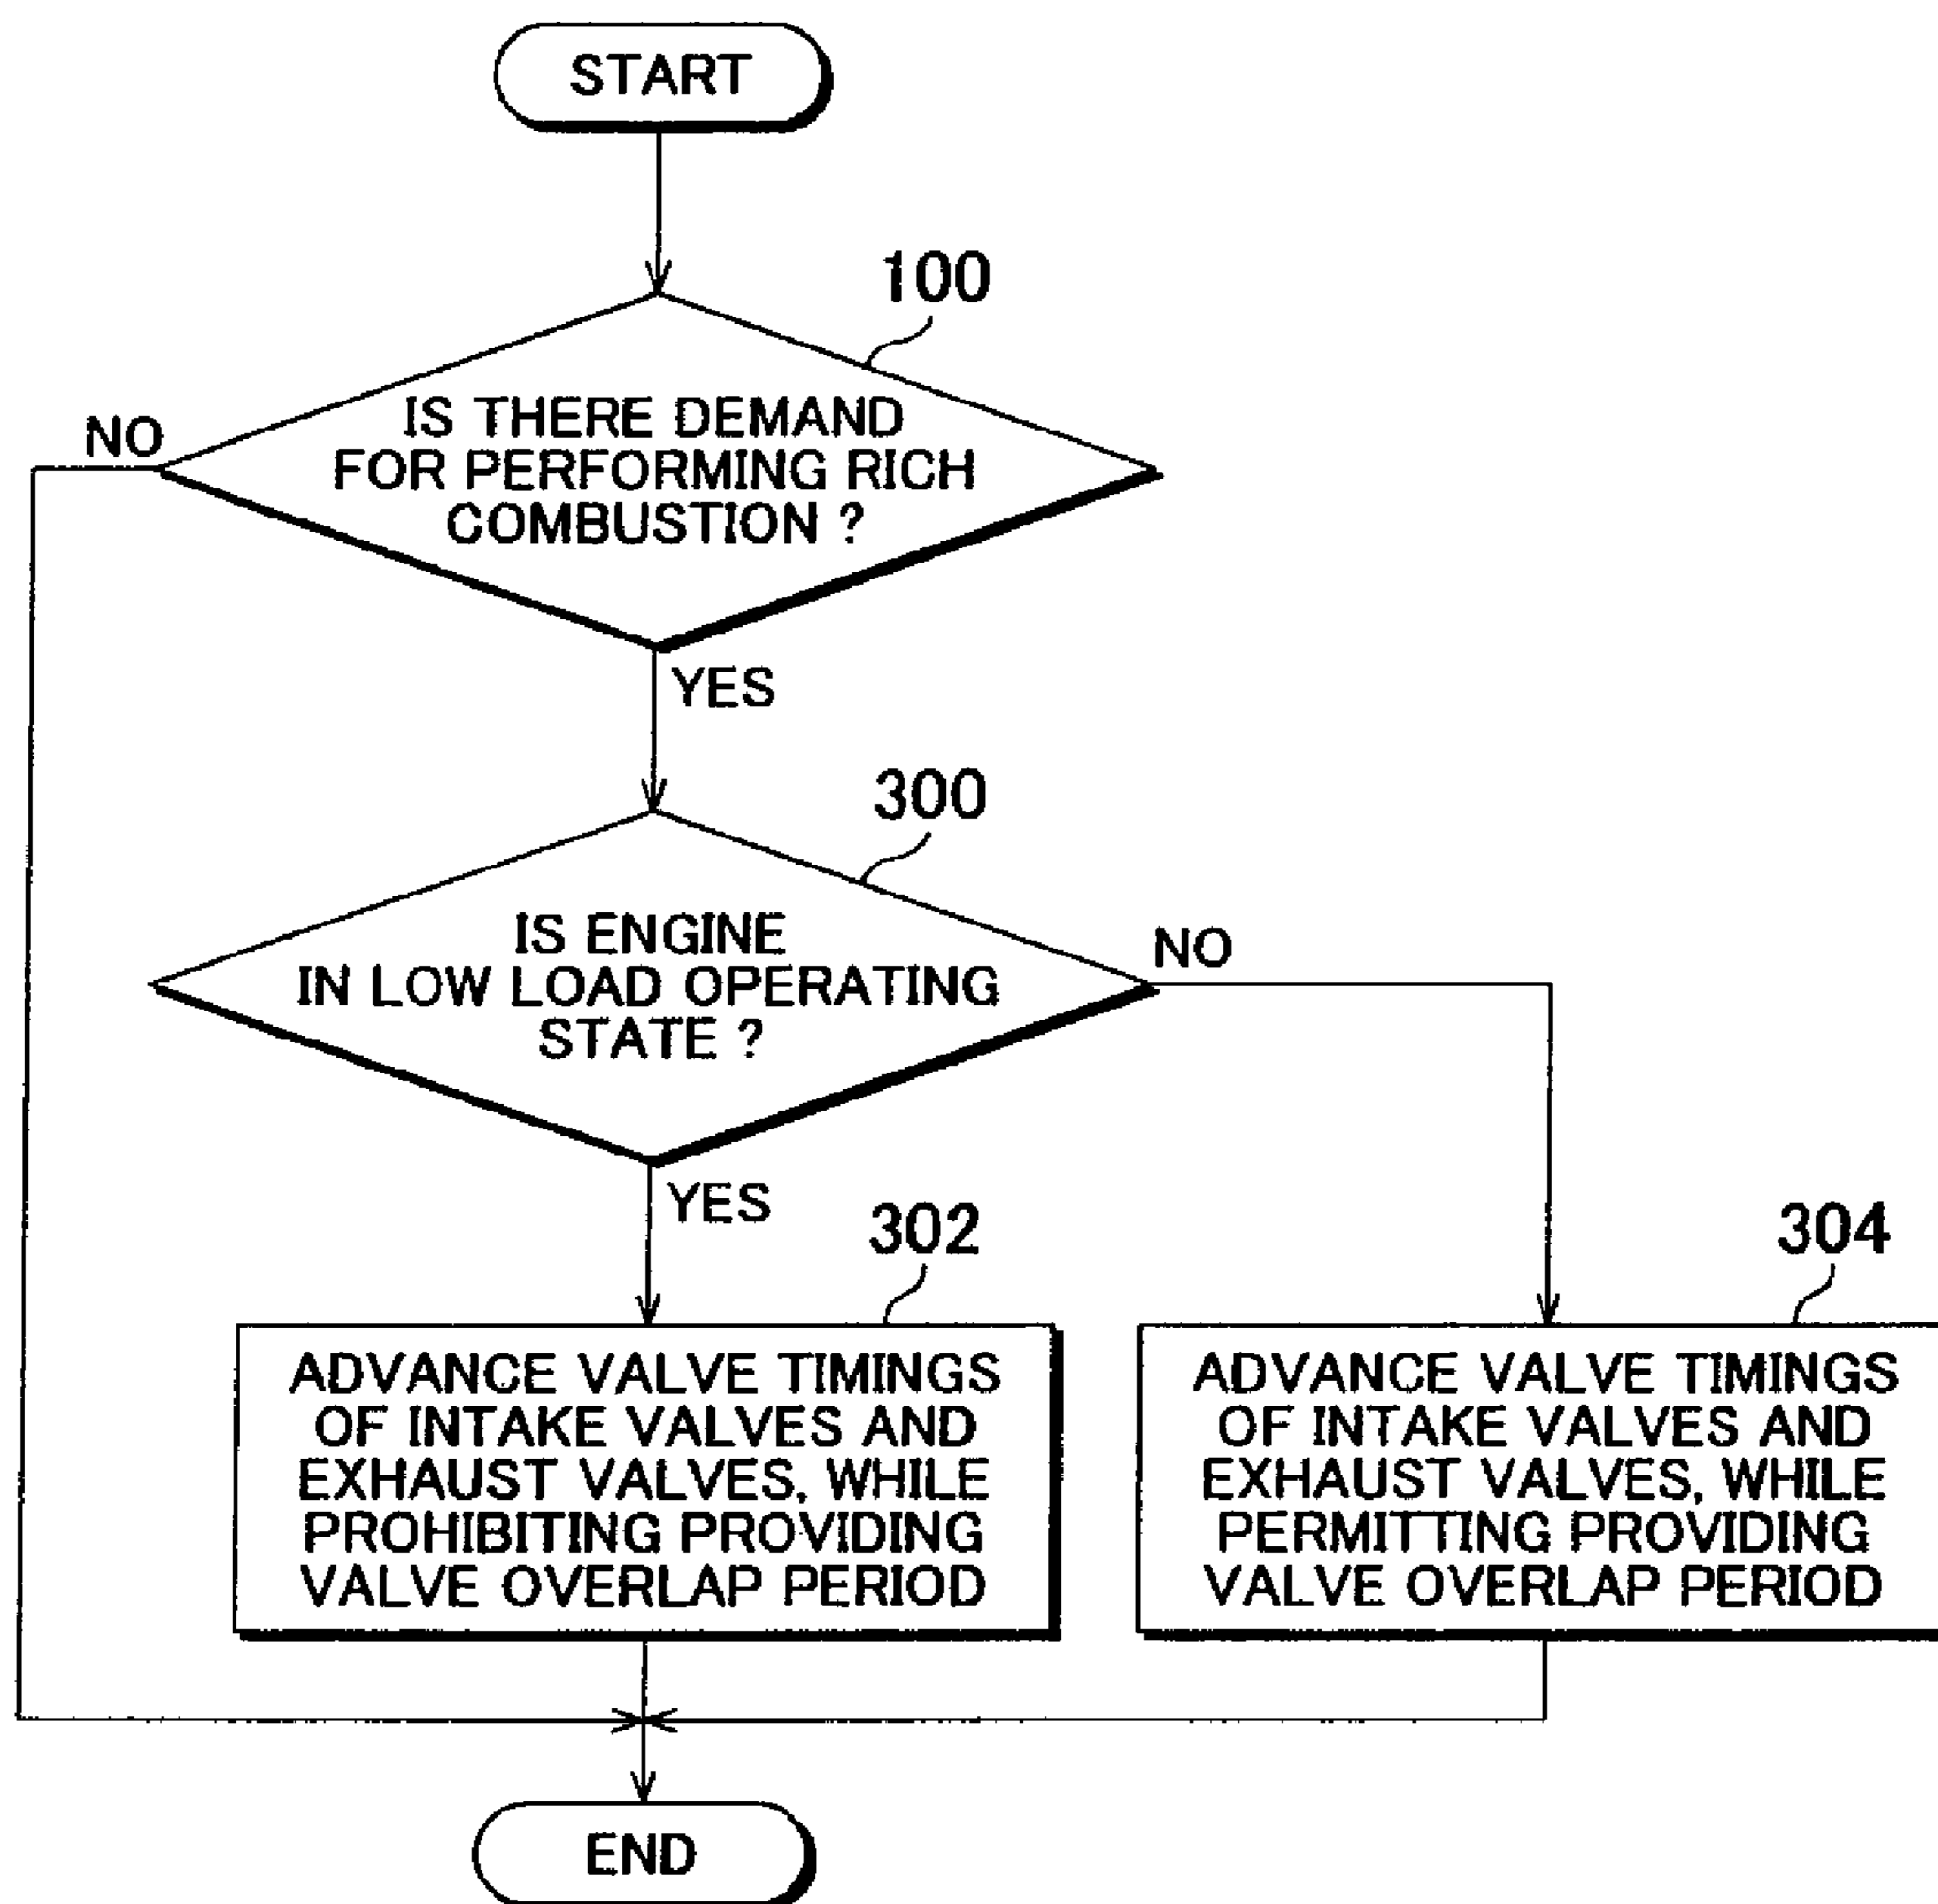 START
100
IS THERE DEMAND
FOR PERFORMING RICH
COMBUSTION ?
NO
YES
300
IS ENGINE
IN LOW LOAD OPERATING
STATE ?
NO
YES
302
ADVANCE VALVE TIMINGS
OF INTAKE VALVES AND
EXHAUST VALVES, WHILE
PROHIBITING PROVIDING
VALVE OVERLAP PERIOD
304
ADVANCE VALVE TIMINGS
OF INTAKE VALVES AND
EXHAUST VALVES, WHILE
PERMITTING PROVIDING
VALVE OVERLAP PERIOD
END